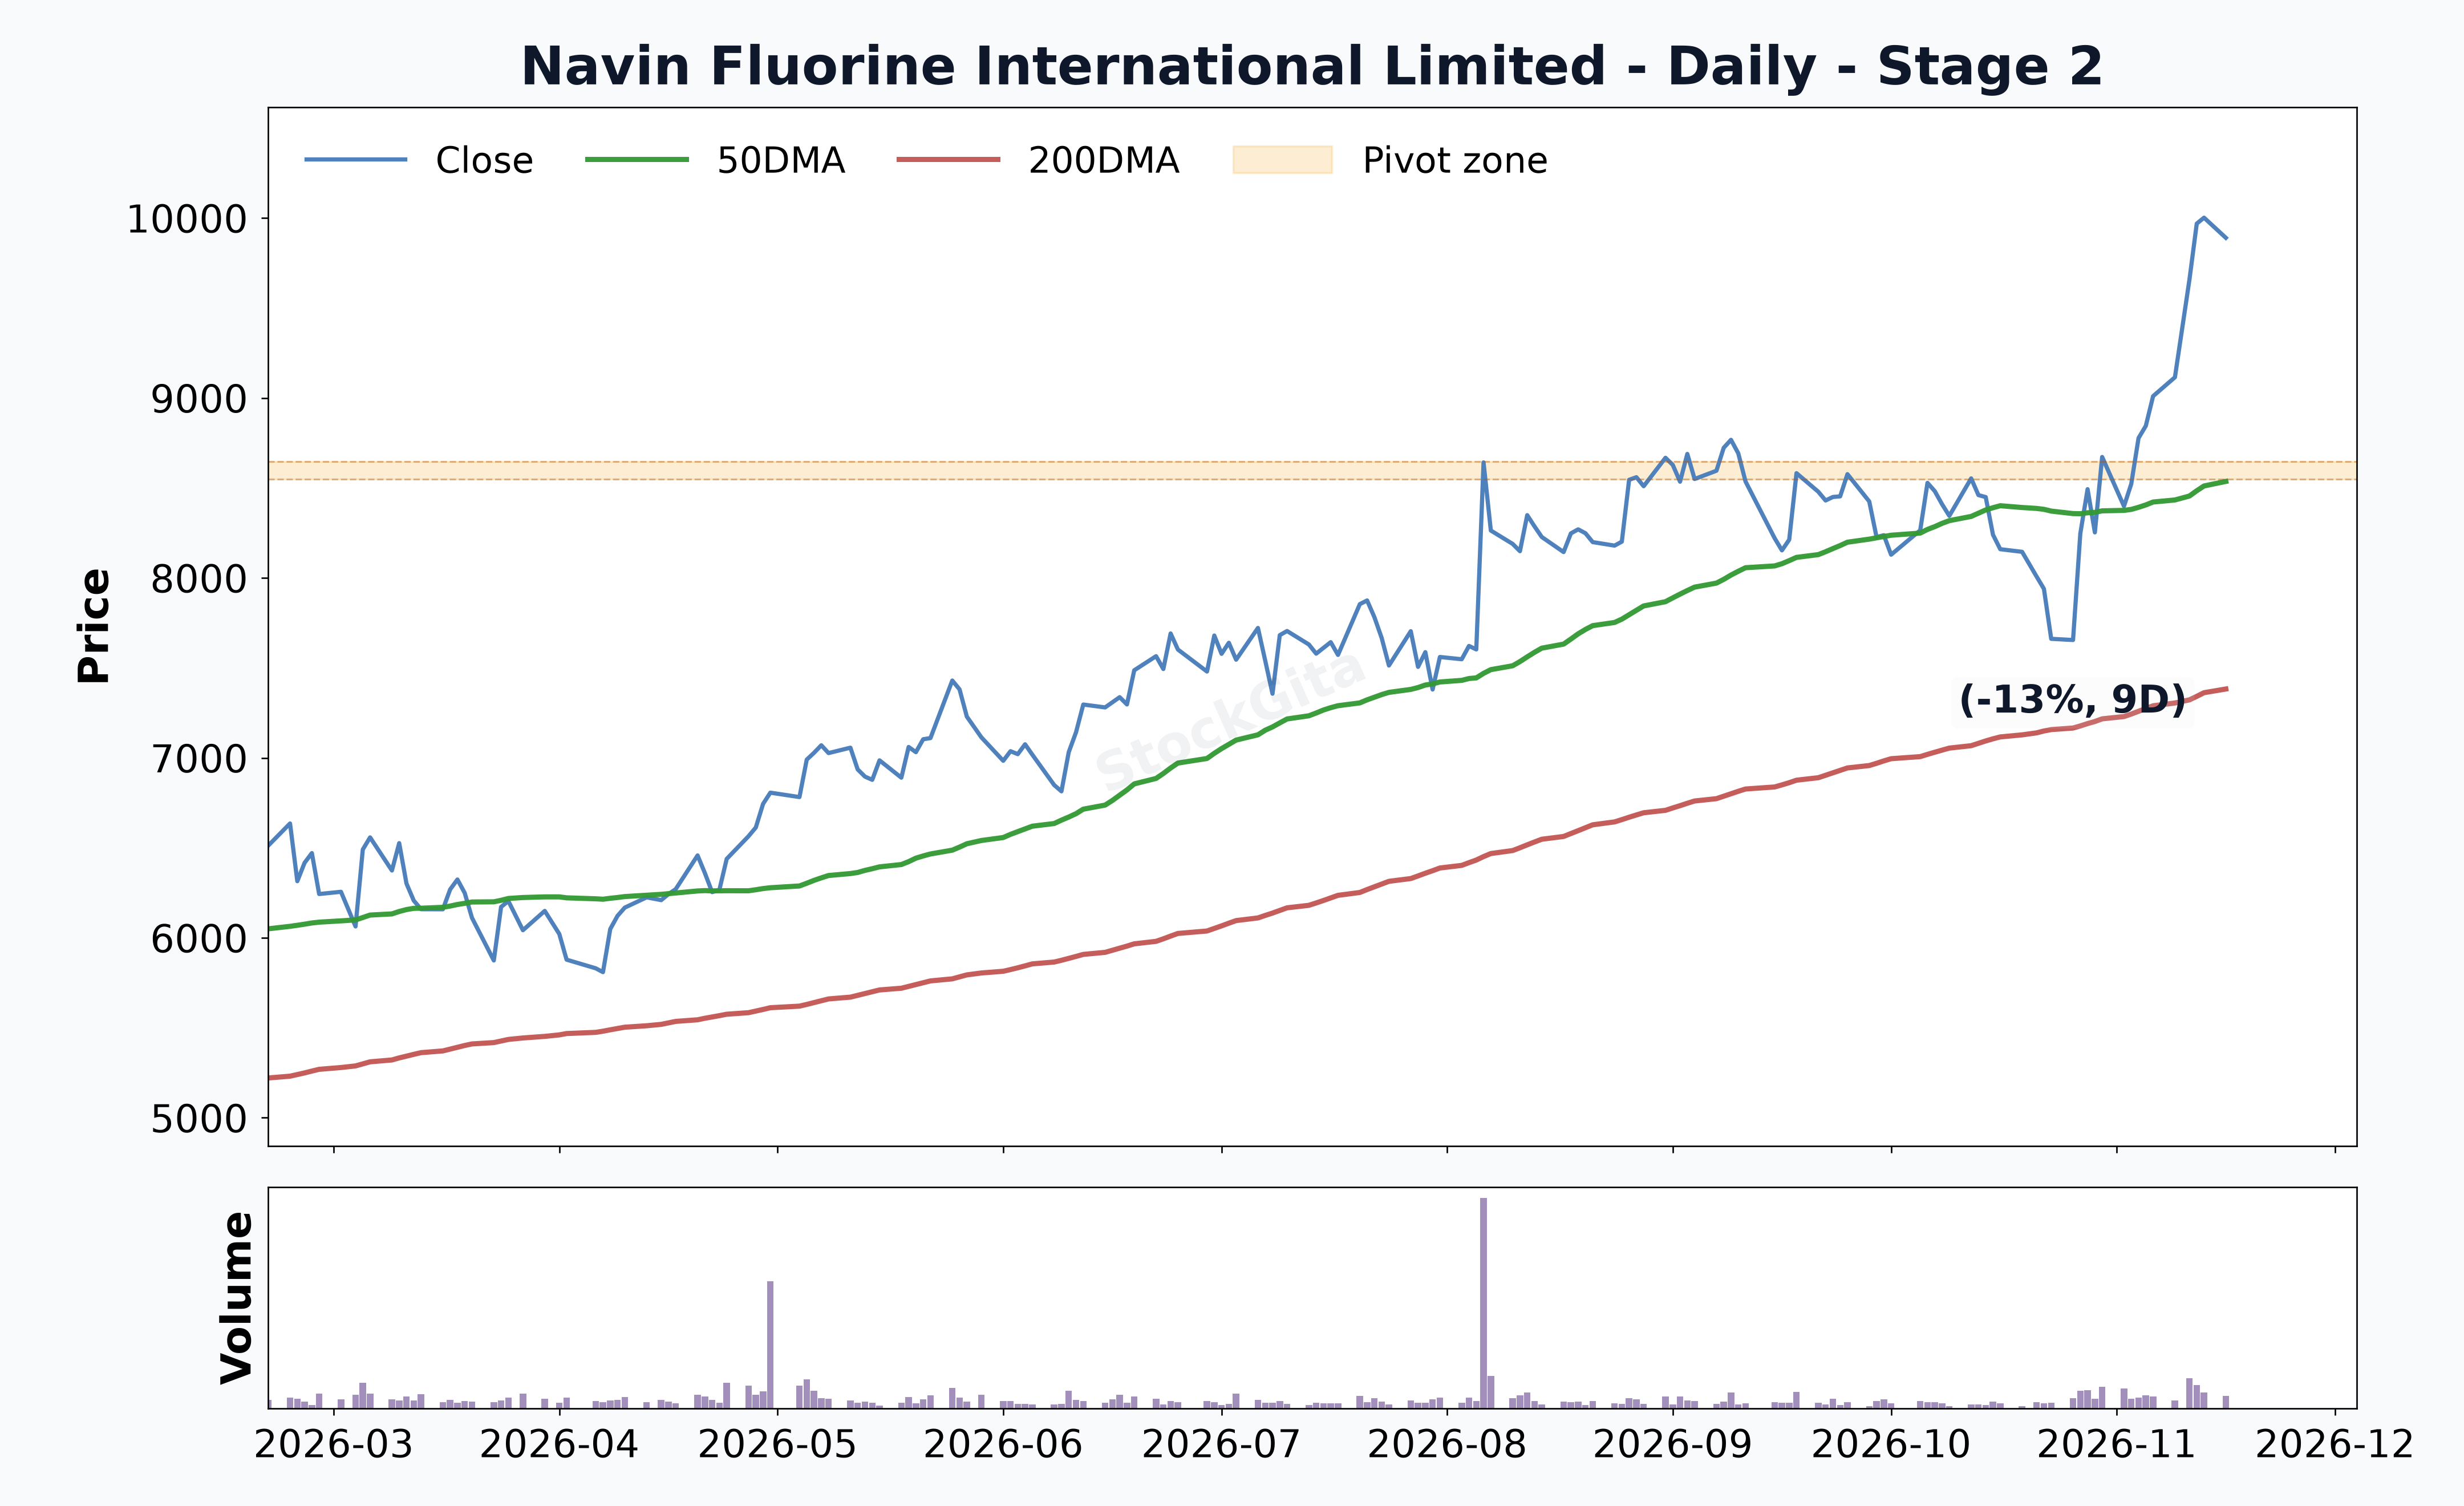 Navin Fluorine International Limited - Daily - Stage 2
Close 50DMA 200DMA Pivot zone
10000
9000
8000
7000
6000
5000
Price
(-13%, 9D)
StockGita
Volume
2026-03 2026-04 2026-05 2026-06 2026-07 2026-08 2026-09 2026-10 2026-11 2026-12